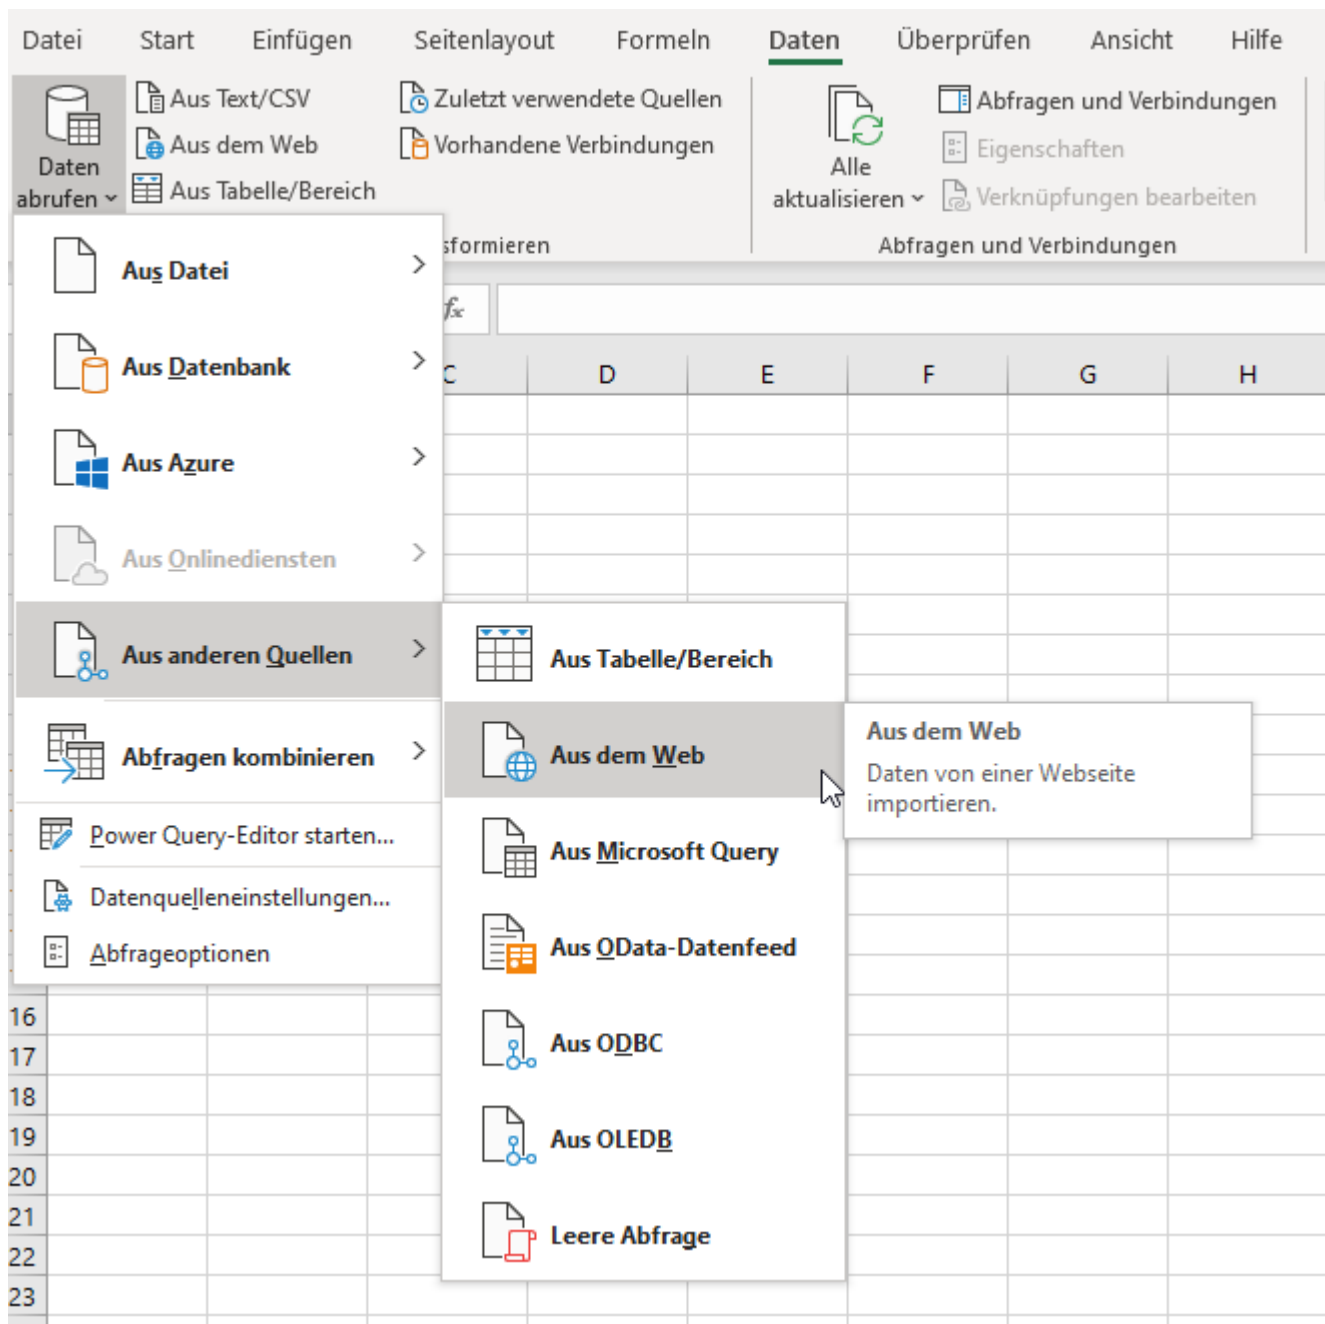 Datei Start Einfügen Seitenlayout Formeln Daten Überprüfen Ansicht Hilfe
Daten
abrufen
Aus Text/CSV
Aus dem Web
Aus Tabelle/Bereich
Zuletzt verwendete Quellen
Vorhandene Verbindungen
sformieren
Alle
aktualisieren
Abfragen und Verbindungen
Eigenschaften
Verknüpfungen bearbeiten
Abfragen und Verbindungen
fx
C D E F G H
Aus Datei
Aus Datenbank
Aus Azure
Aus Onlinediensten
Aus anderen Quellen
Abfragen kombinieren
Power Query-Editor starten...
Datenquelleneinstellungen...
Abfrageoptionen
Aus Tabelle/Bereich
Aus dem Web
Aus Microsoft Query
Aus OData-Datenfeed
Aus ODBC
Aus OLEDB
Leere Abfrage
Aus dem Web
Daten von einer Webseite
importieren.
16
17
18
19
20
21
22
23